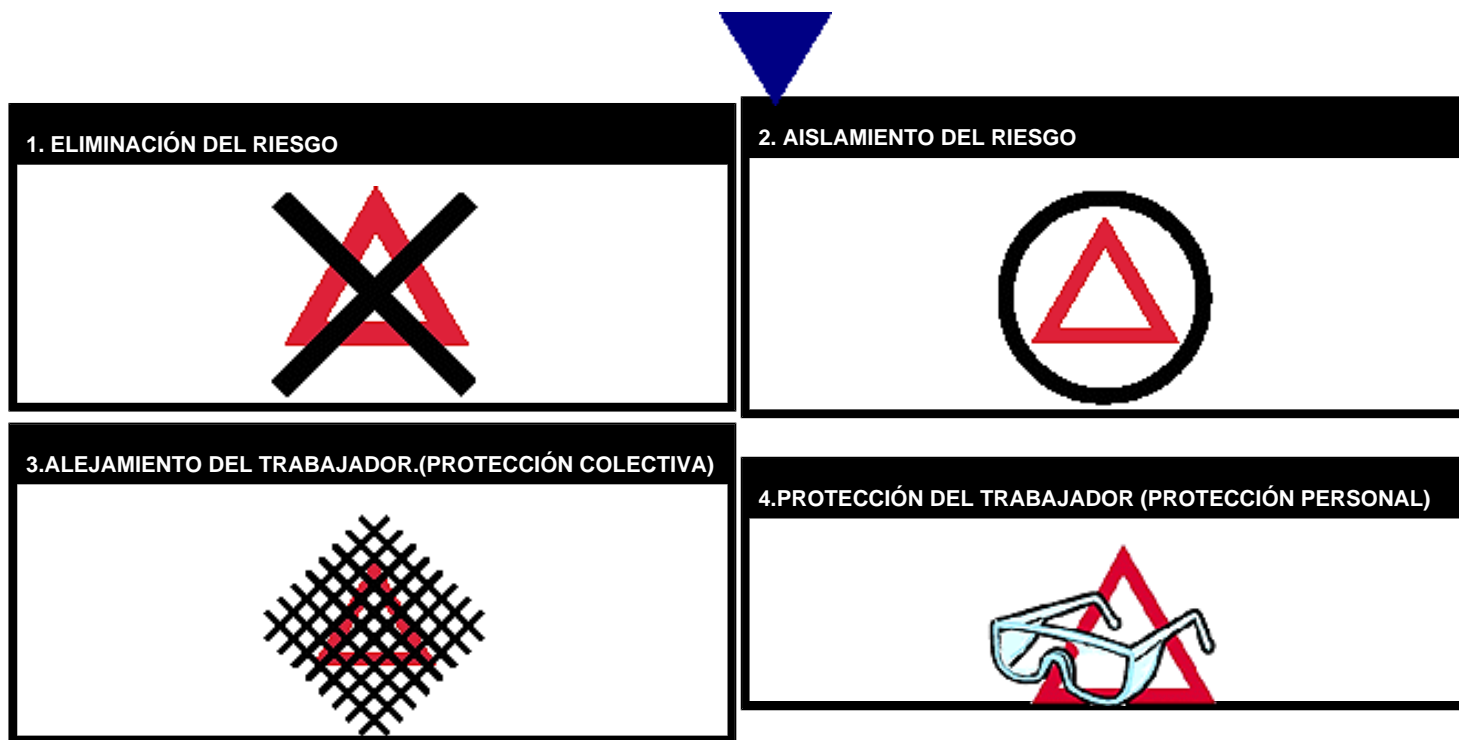 1. ELIMINACIÓN DEL RIESGO
2. AISLAMIENTO DEL RIESGO
3.ALEJAMIENTO DEL TRABAJADOR.(PROTECCIÓN COLECTIVA)
4.PROTECCIÓN DEL TRABAJADOR (PROTECCIÓN PERSONAL)